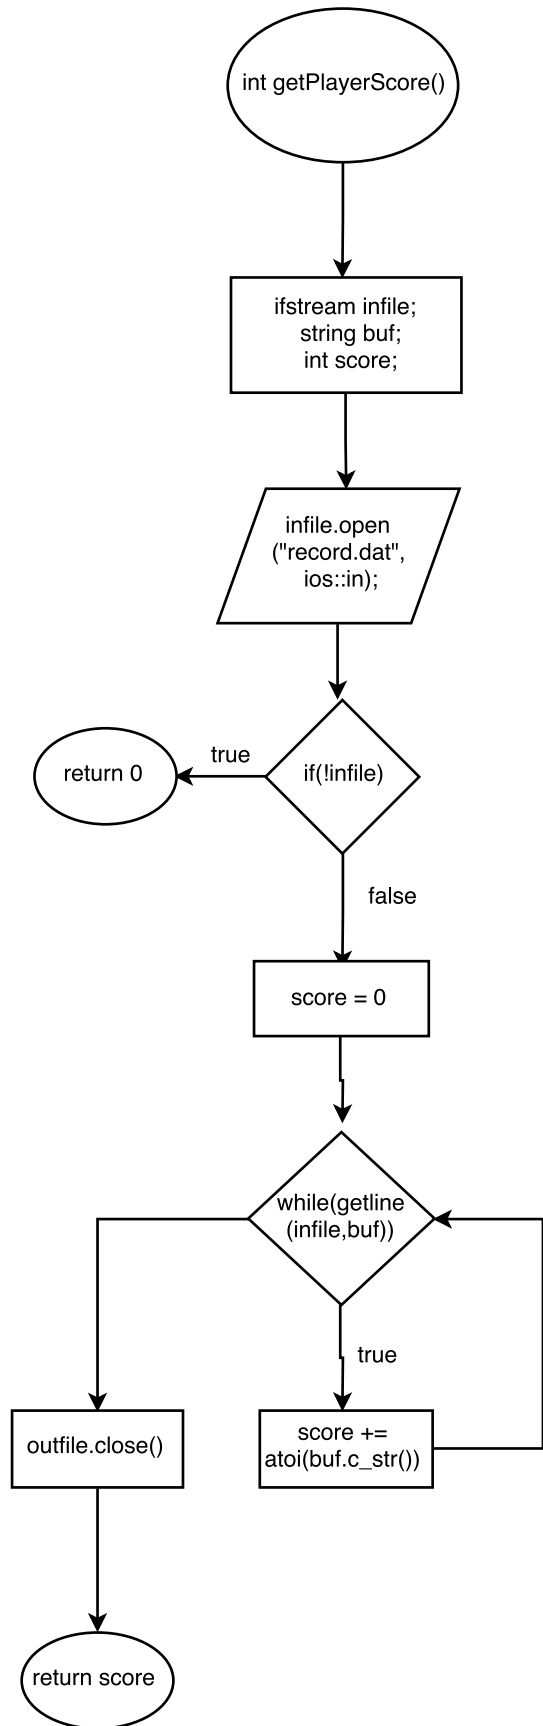 int getPlayerScore()
ifstream infile;
string buf;
int score;
infile.open
("record.dat",
ios::in);
true
return 0
if(!infile)
false
score = 0
while(getline
(infile,buf))
true
score +=
atoi(buf.c_str())
outfile.close()
return score